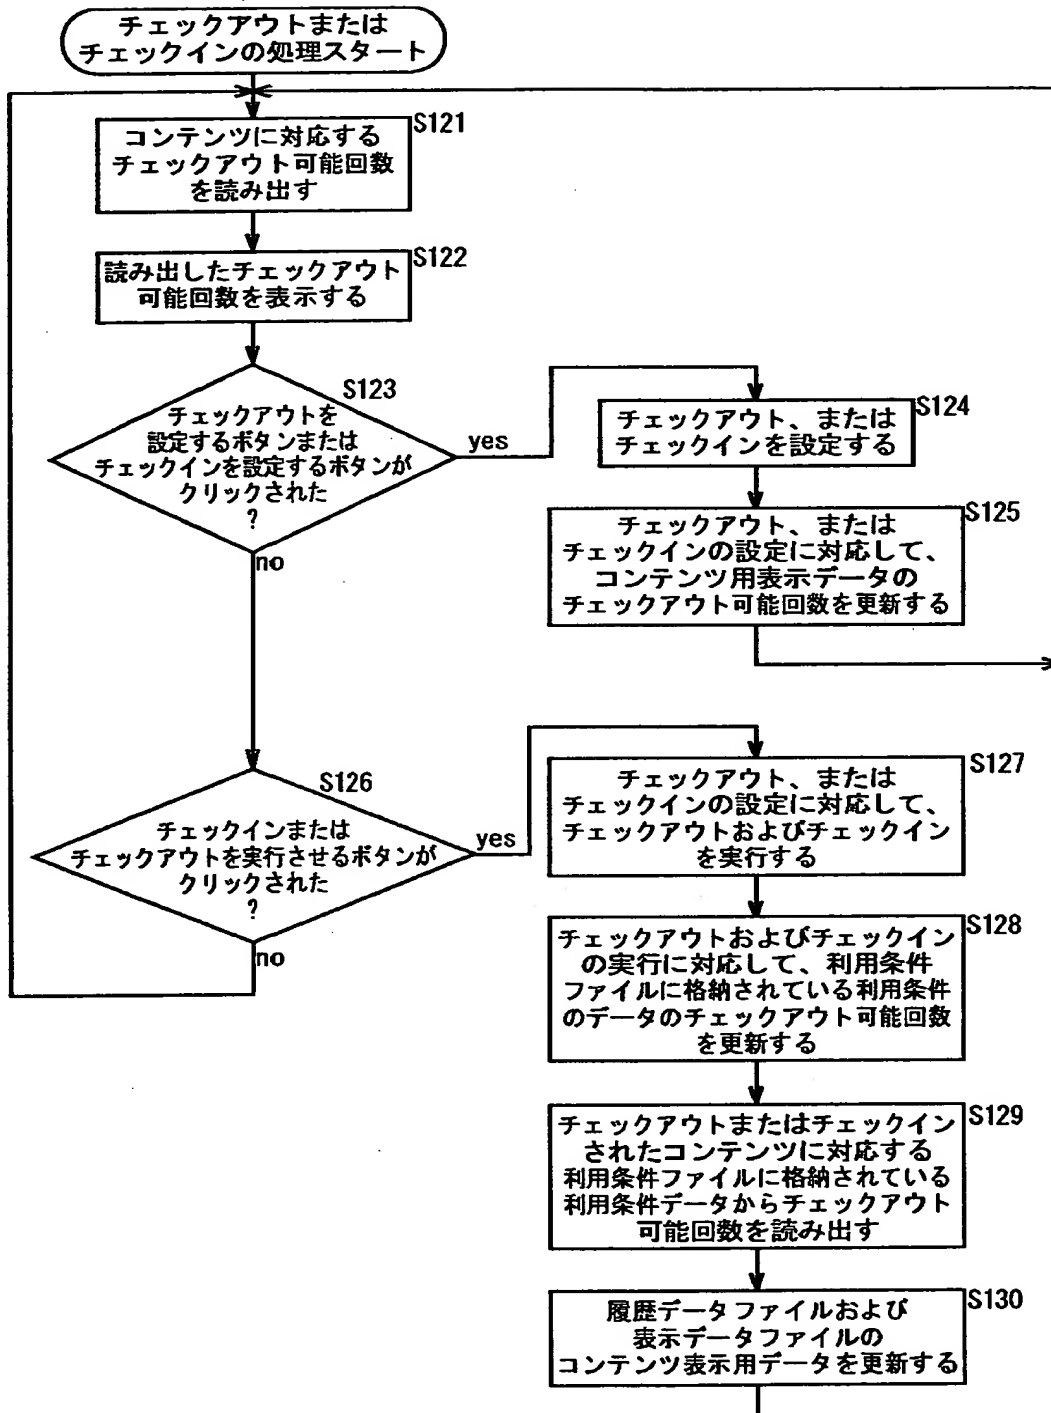 チェックアウトまたは
チェックインの処理スタート
S121
コンテンツに対応する
チェックアウト可能回数
を読み出す
S122
読み出したチェックアウト
可能回数を表示する
S123
チェックアウトを
設定するボタンまたは
チェックインを設定するボタンが
クリックされた
?
yes
no
S124
チェックアウト、または
チェックインを設定する
S125
チェックアウト、または
チェックインの設定に対応して、
コンテンツ用表示データの
チェックアウト可能回数を更新する
S126
チェックインまたは
チェックアウトを実行させるボタンが
クリックされた
?
yes
no
S127
チェックアウト、または
チェックインの設定に対応して、
チェックアウトおよびチェックイン
を実行する
S128
チェックアウトおよびチェックイン
の実行に対応して、利用条件
ファイルに格納されている利用条件
のデータのチェックアウト可能回数
を更新する
S129
チェックアウトまたはチェックイン
されたコンテンツに対応する
利用条件ファイルに格納されている
利用条件データからチェックアウト
可能回数を読み出す
S130
履歴データファイルおよび
表示データファイルの
コンテンツ表示用データを更新する